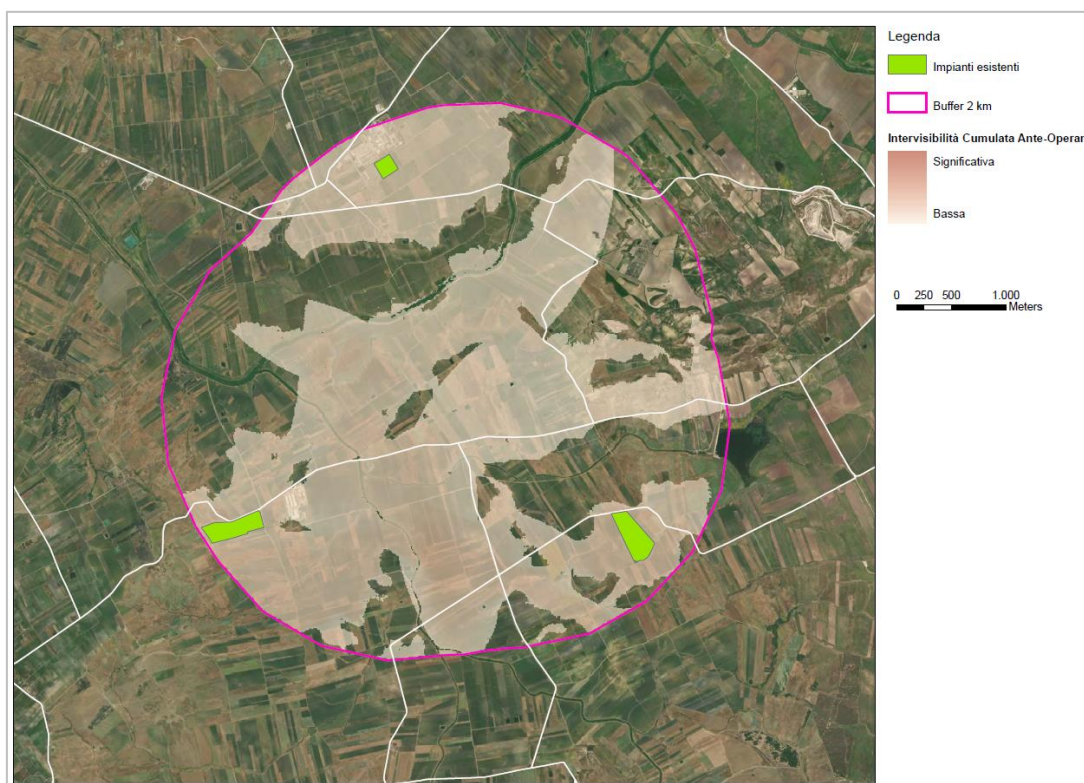 Legenda
Impianti esistenti
Buffer 2 km
Intervisibilità Cumulata Ante-Operam
Significativa
Bassa
0 250 500 1.000
Meters